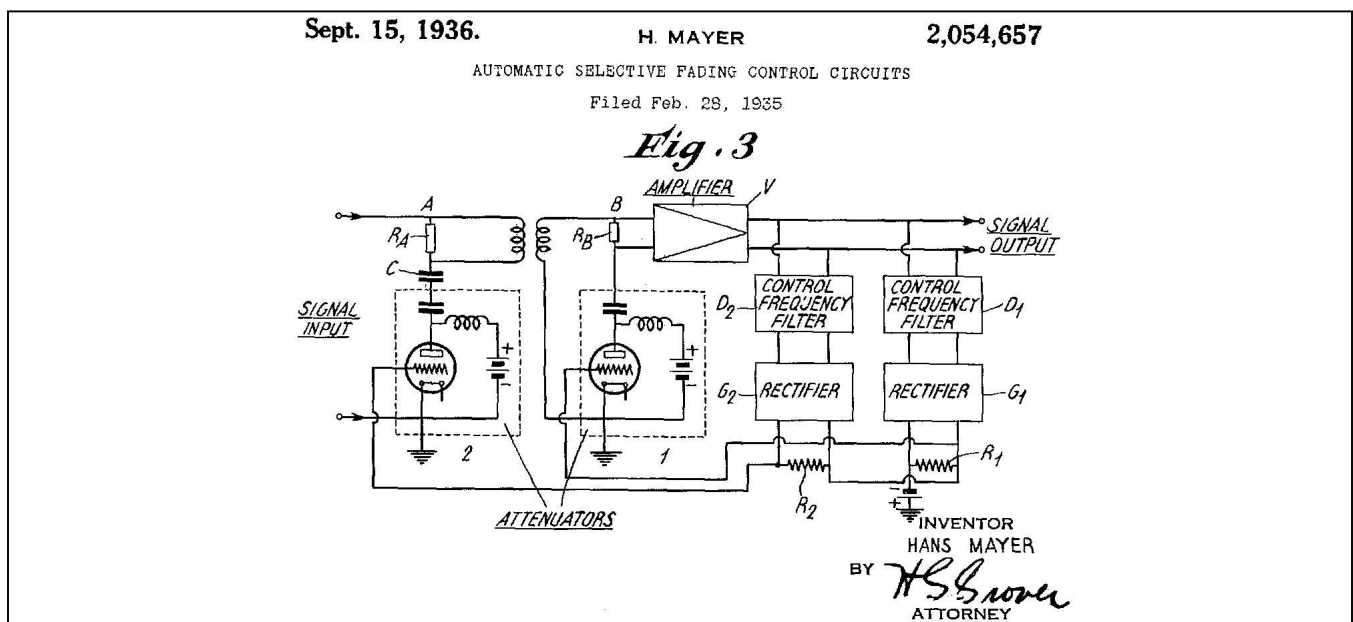 Sept. 15, 1936. H. MAYER 2,054,657
AUTOMATIC SELECTIVE FADING CONTROL CIRCUITS
Filed Feb. 28, 1935
Fig. 3
AMPLIFIER V
A B
SIGNAL
OUTPUT
RA RB
C
CONTROL
FREQUENCY
FILTER
D2
CONTROL
FREQUENCY
FILTER
D1
SIGNAL
INPUT
+
-
+
-
G2 RECTIFIER
RECTIFIER G1
2 1
R1
R2
-
+
ATTENUATORS
INVENTOR
HANS MAYER
BY H G Grover
ATTORNEY